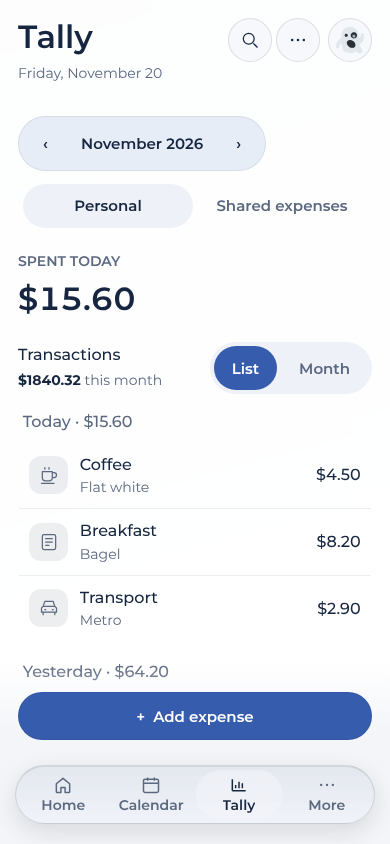 Tally
Friday, November 20
‹ November 2026 ›
Personal Shared expenses
SPENT TODAY
$15.60
Transactions
$1840.32 this month
List Month
Today · $15.60
Coffee
Flat white
$4.50
Breakfast
Bagel
$8.20
Transport
Metro
$2.90
Yesterday · $64.20
+ Add expense
Home Calendar Tally More